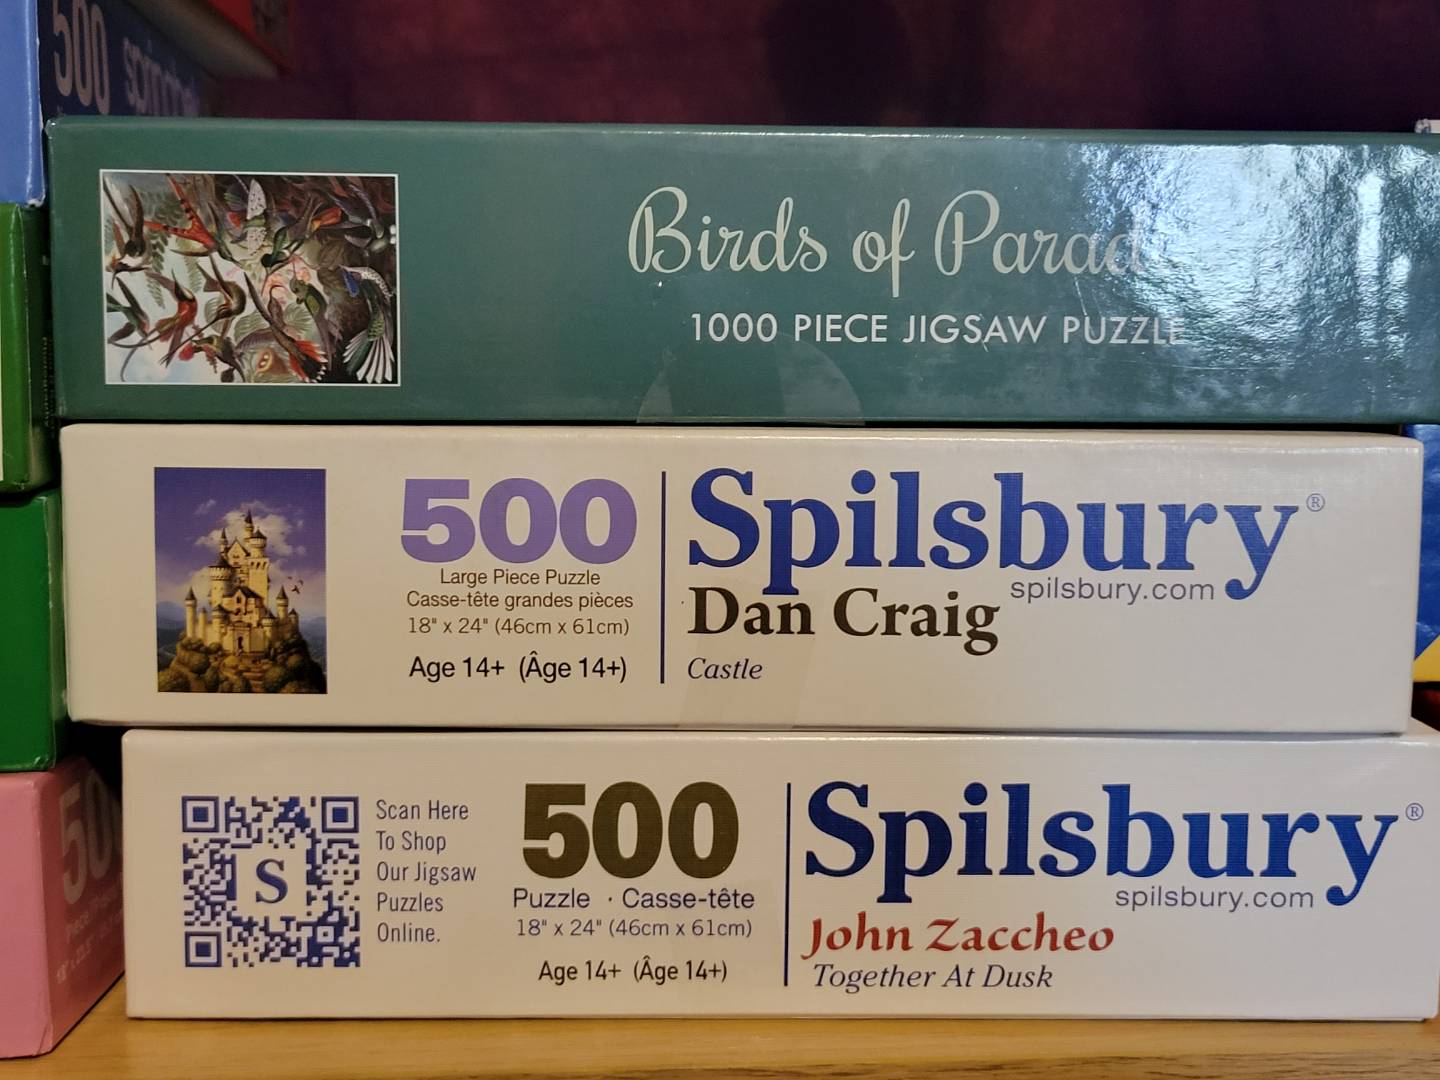 500
Birds of Parad
1000 PIECE JIGSAW PUZZLE
500
Large Piece Puzzle
Casse-tête grandes pièces
18" x 24" (46cm x 61cm)
Age 14+ (Âge 14+)
Spilsbury®
spilsbury.com
Dan Craig
Castle
S
Scan Here
To Shop
Our Jigsaw
Puzzles
Online.
500
Puzzle · Casse-tête
18" x 24" (46cm x 61cm)
Age 14+ (Âge 14+)
Spilsbury®
spilsbury.com
John Zaccheo
Together At Dusk